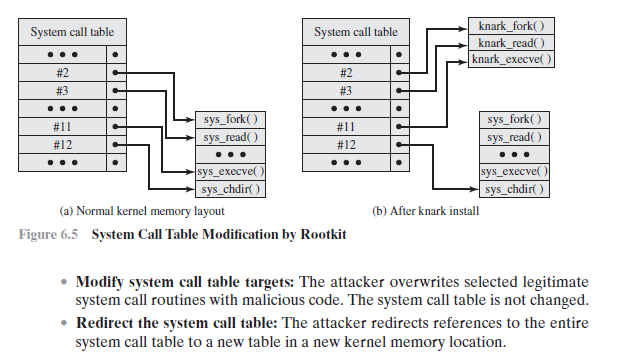 System call table
• • • •
#2 •
#3 •
• • • •
#11 •
#12 •
• • • •
sys_fork( )
sys_read( )
• • •
sys_execve( )
sys_chdir( )
(a) Normal kernel memory layout
System call table
• • • •
#2 •
#3 •
• • • •
#11 •
#12 •
• • • •
knark_fork( )
knark_read( )
knark_execve( )
sys_fork( )
sys_read( )
• • •
sys_execve( )
sys_chdir( )
(b) After knark install
Figure 6.5 System Call Table Modification by Rootkit
• Modify system call table targets: The attacker overwrites selected legitimate
system call routines with malicious code. The system call table is not changed.
• Redirect the system call table: The attacker redirects references to the entire
system call table to a new table in a new kernel memory location.